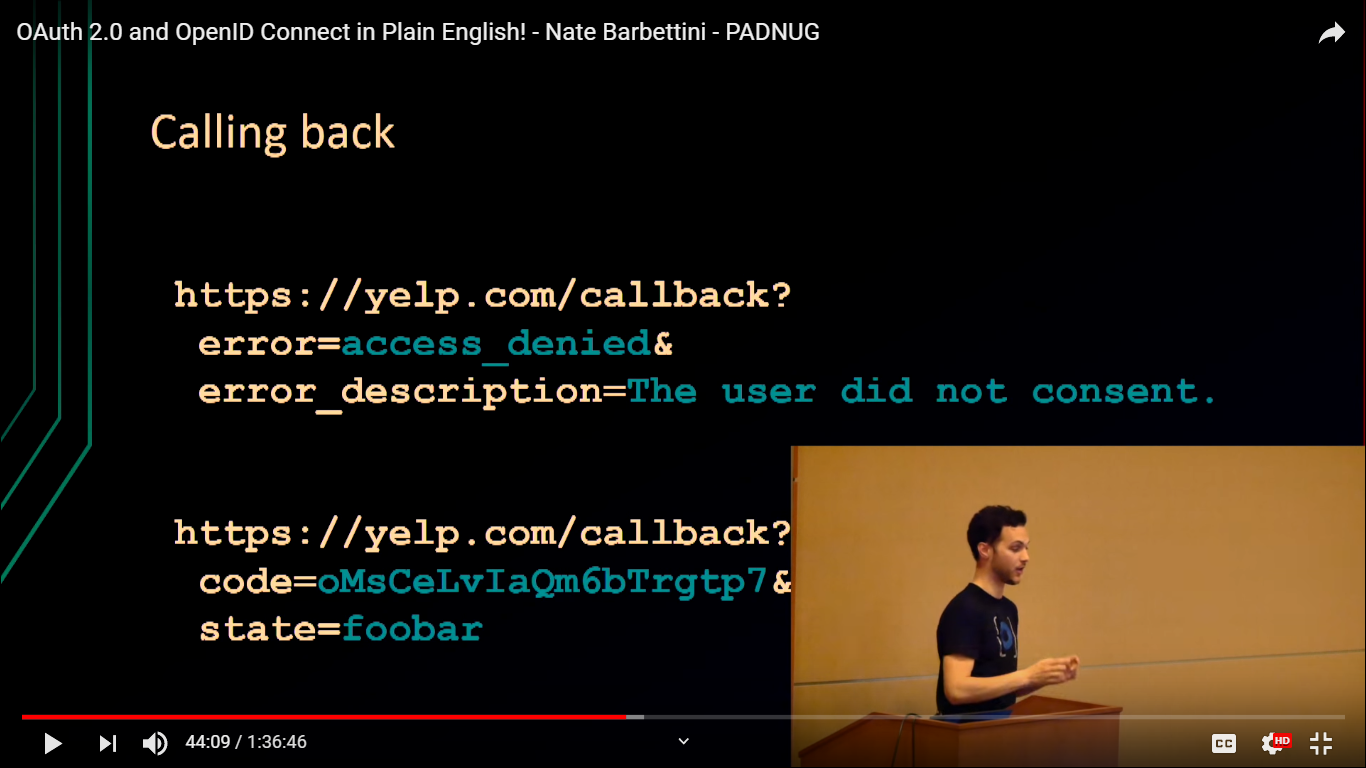 OAuth 2.0 and OpenID Connect in Plain English! - Nate Barbettini - PADNUG
Calling back
https://yelp.com/callback?
error=access_denied&
error_description=The user did not consent.
https://yelp.com/callback?
code=oMsCeLvIaQm6bTrgtp7&
state=foobar
44:09 / 1:36:46
CC
HD